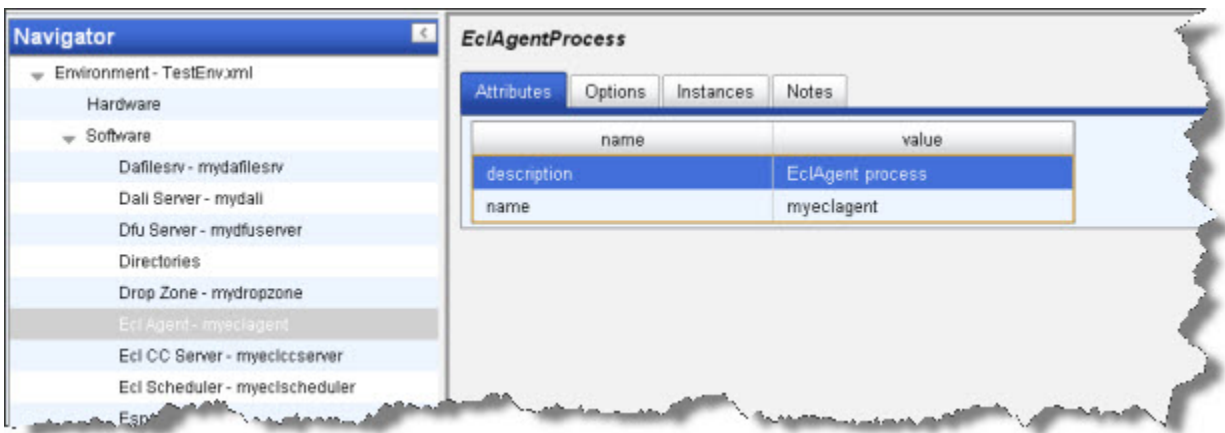 Navigator
Environment - TestEnv.xml
Hardware
Software
Dafilesrv - mydafilesrv
Dali Server - mydali
Dfu Server - mydfuserver
Directories
Drop Zone - mydropzone
Ecl Agent - myeclagent
Ecl CC Server - myeclccserver
Ecl Scheduler - myeclscheduler
EclAgentProcess
Attributes Options Instances Notes
name value
description EclAgent process
name myeclagent